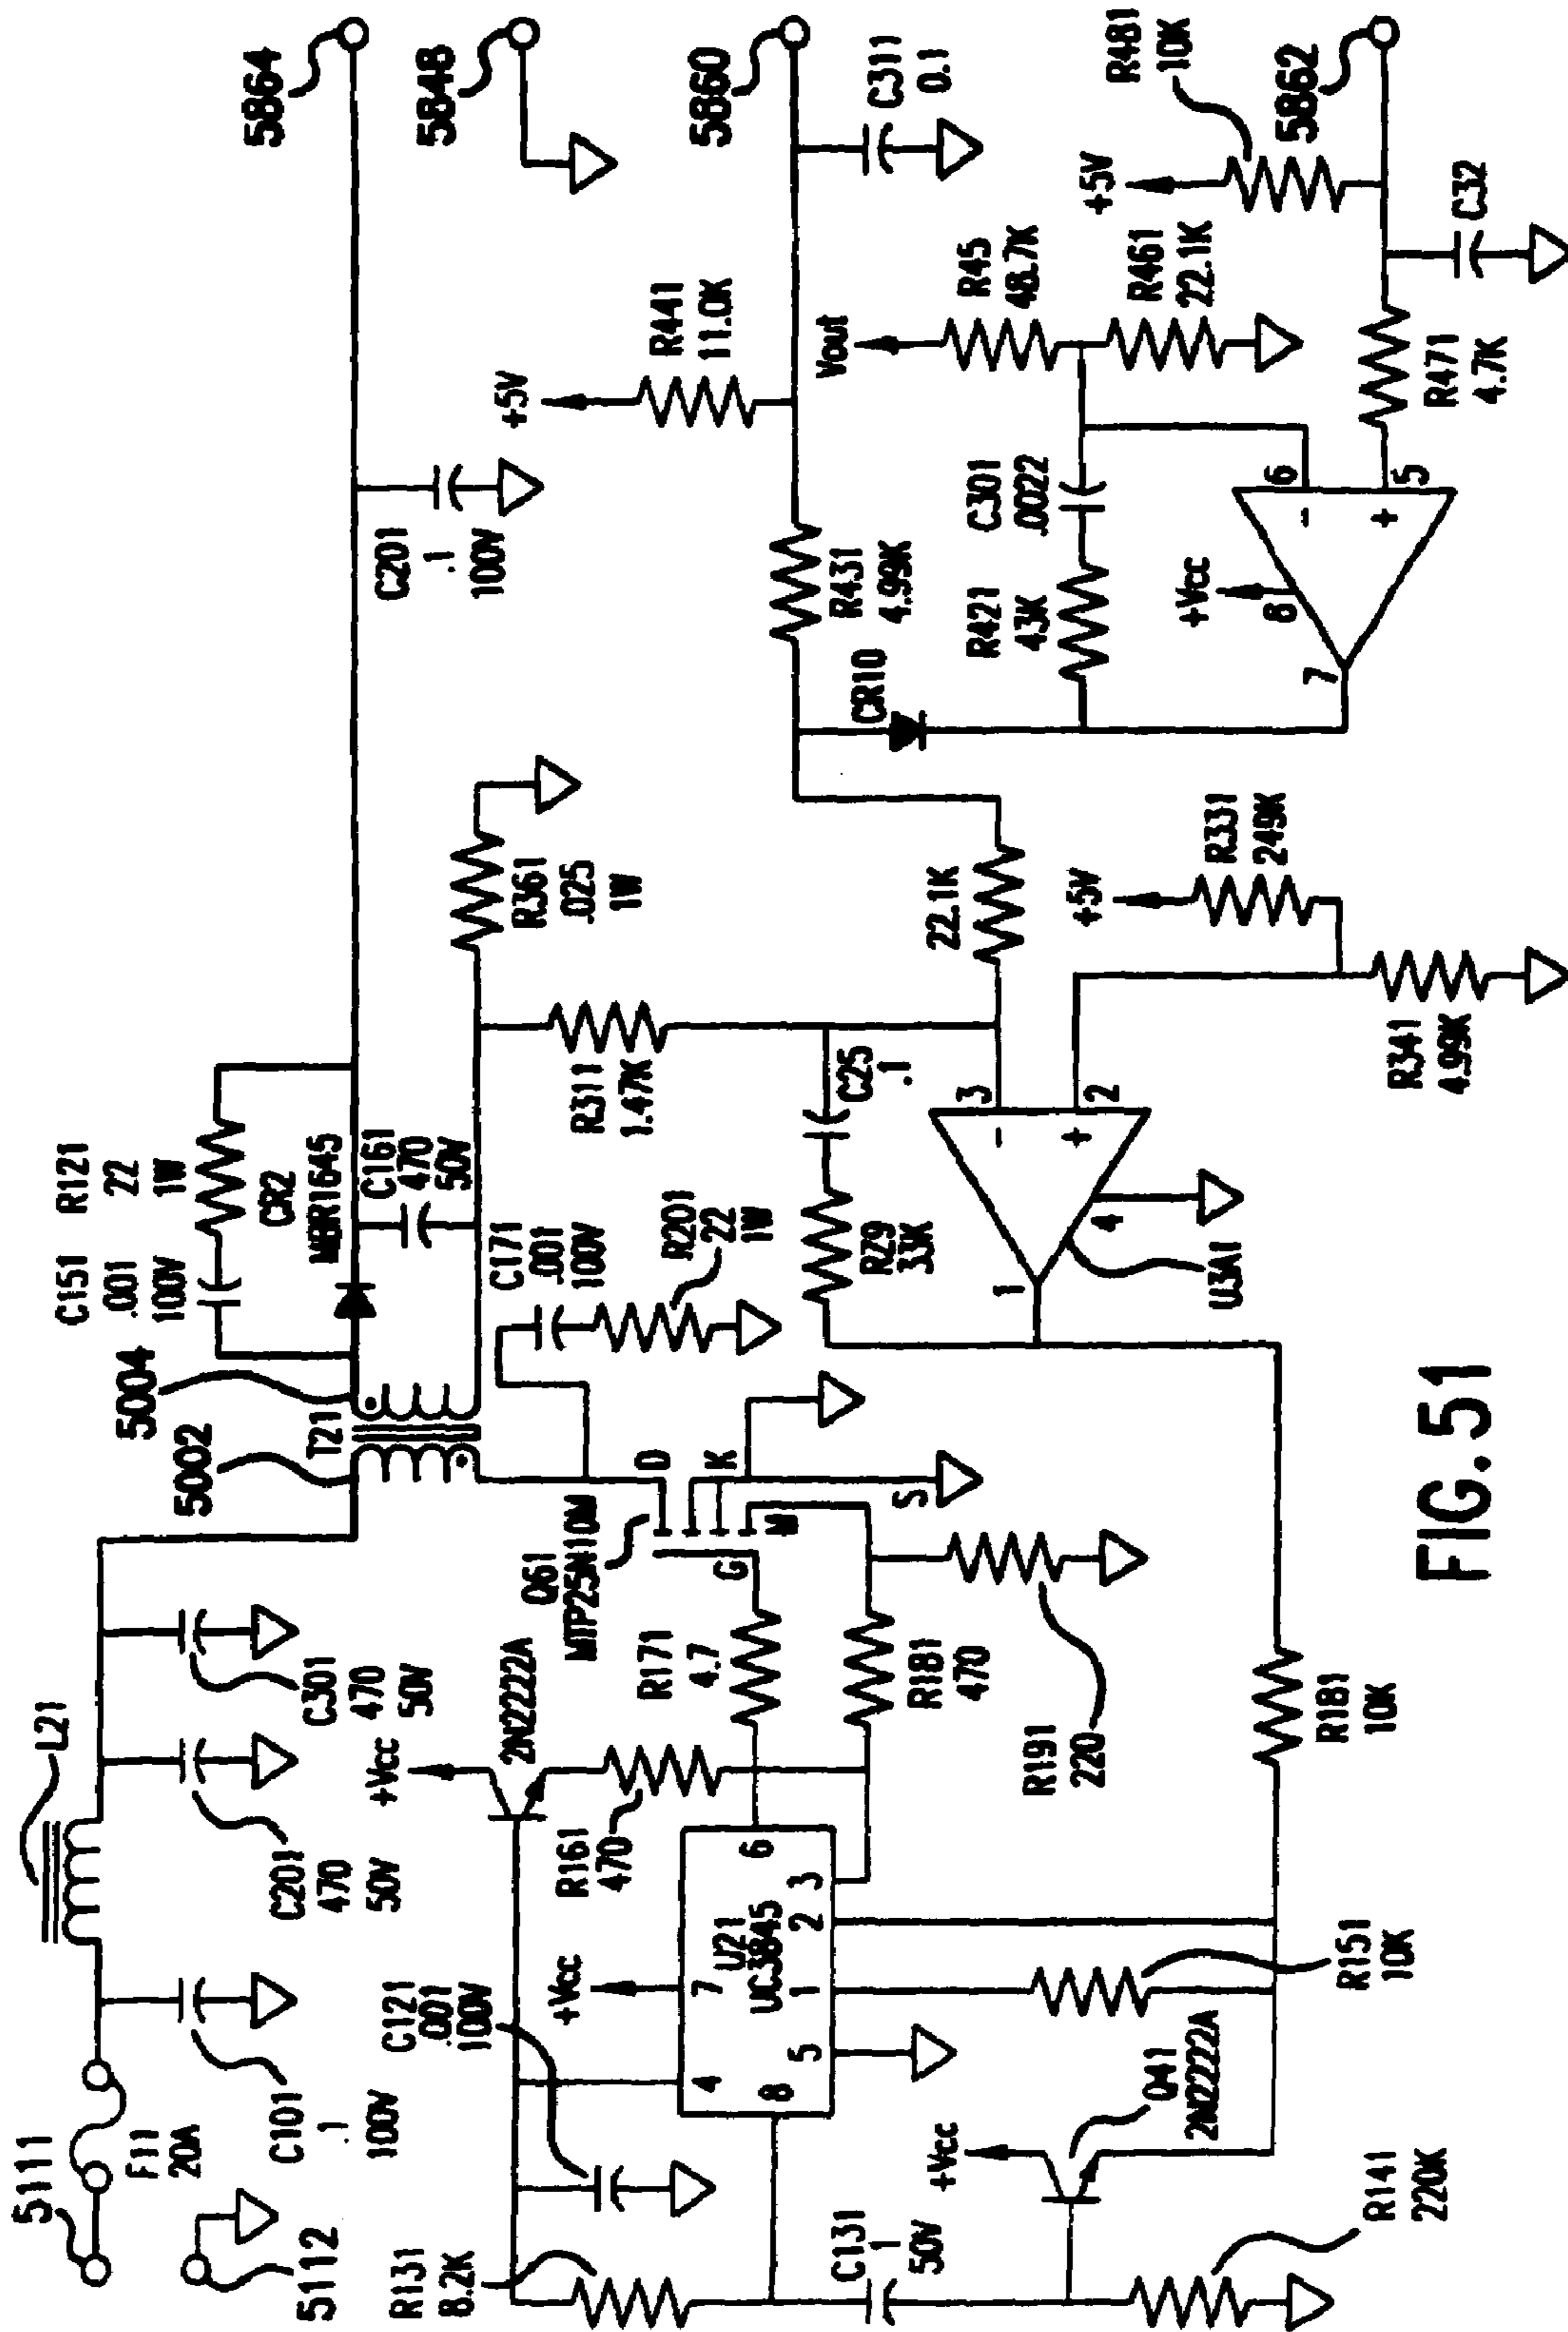 5111
F11
20A
5112
C101
.1
100V
L21
C201
470
50V
C301
470
50V
5002
5004
T21
C151
.001
100V
R121
22
1W
CR2
MBR1645
C161
470
50V
C201
.1
100V
5864
5848
R361
.025
1W
C171
.001
100V
R201
22
1W
R311
1.47K
+5V
R441
11.0K
5860
C311
0.1
R131
8.2K
C121
.001
100V
+Vcc
2N2222A
R161
470
Q61
MTP25N10M
D
K
G
M
S
R171
4.7
R181
470
R191
220
+Vcc
U21
UC3845
4
7
6
8
5
1
2
3
C131
1
50V
+Vcc
Q41
2N2222A
R141
220K
R151
10K
R181
10K
RZ9
33K
C25
.1
1
3
-
2
+
4
U3A1
22.1K
+5V
R331
249K
R341
4.99K
R431
4.99K
CR10
R421
43K
C301
.0022
Vout
R45
48.7K
R461
22.1K
+Vcc
8
7
6
-
5
+
R471
4.7K
+5V
R481
10K
5862
C32
FIG. 51